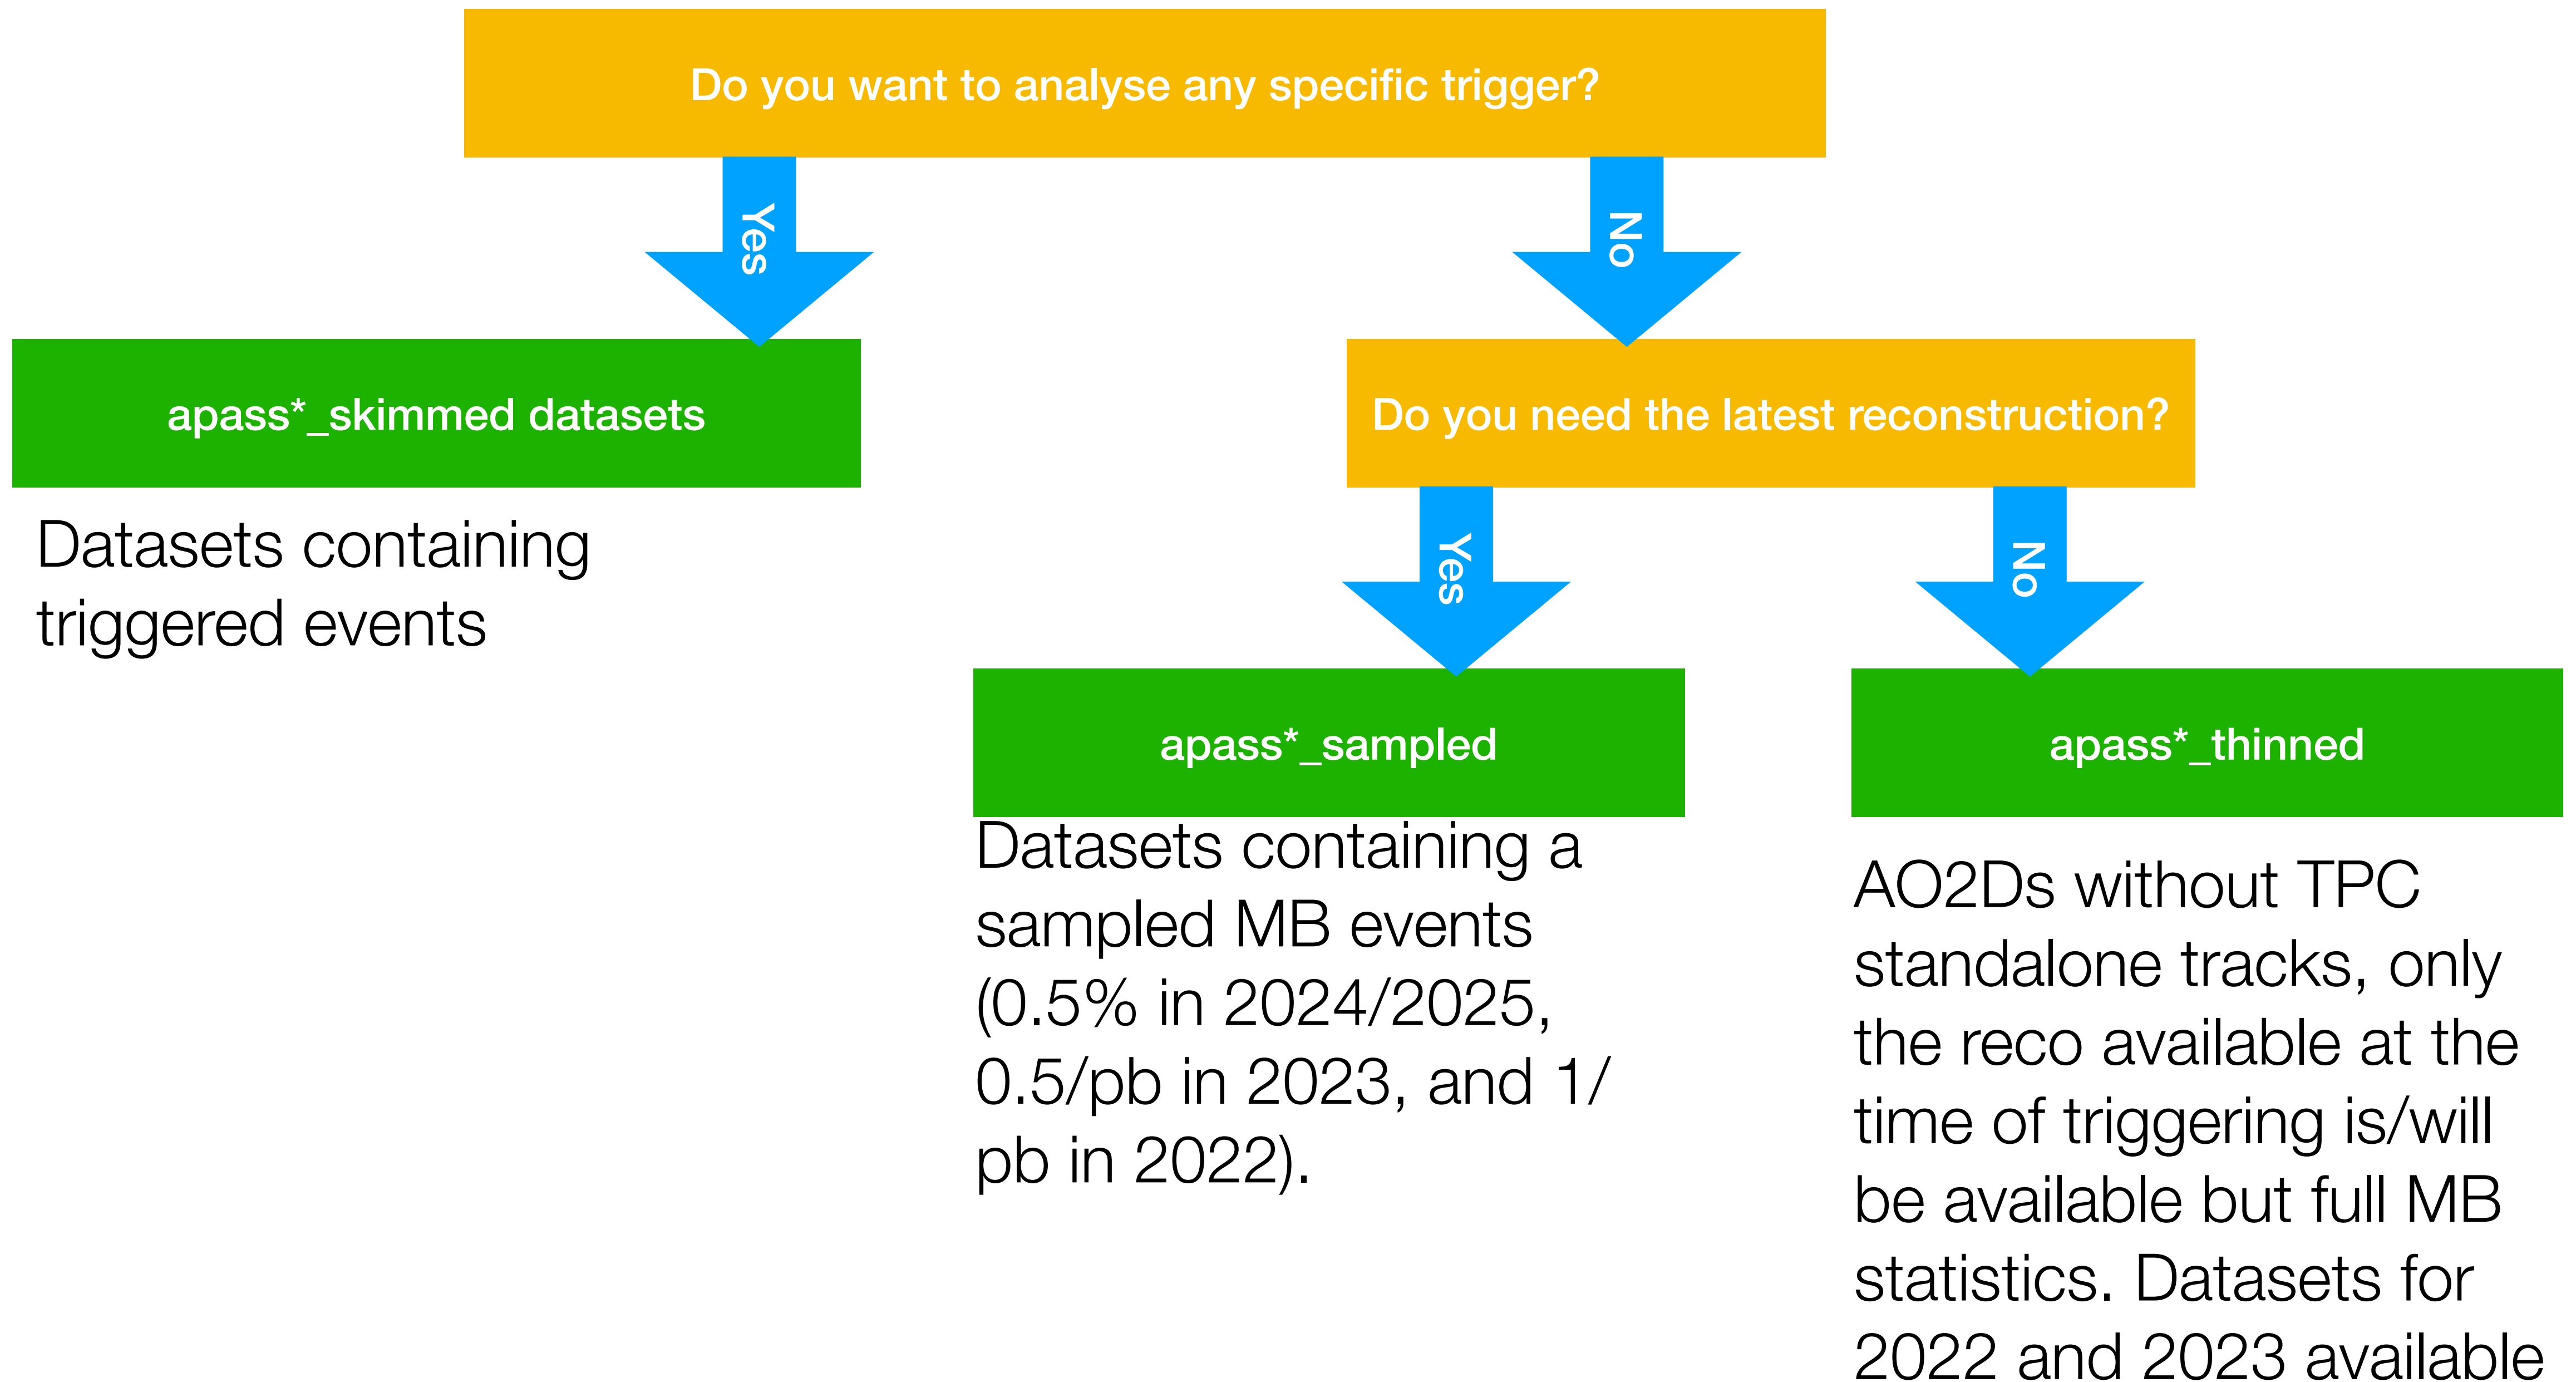 Do you want to analyse any specific trigger?
Yes
No
apass*_skimmed datasets
Do you need the latest reconstruction?
Datasets containing
triggered events
Yes
No
apass*_sampled
apass*_thinned
Datasets containing a
sampled MB events
(0.5% in 2024/2025,
0.5/pb in 2023, and 1/
pb in 2022).
AO2Ds without TPC
standalone tracks, only
the reco available at the
time of triggering is/will
be available but full MB
statistics. Datasets for
2022 and 2023 available